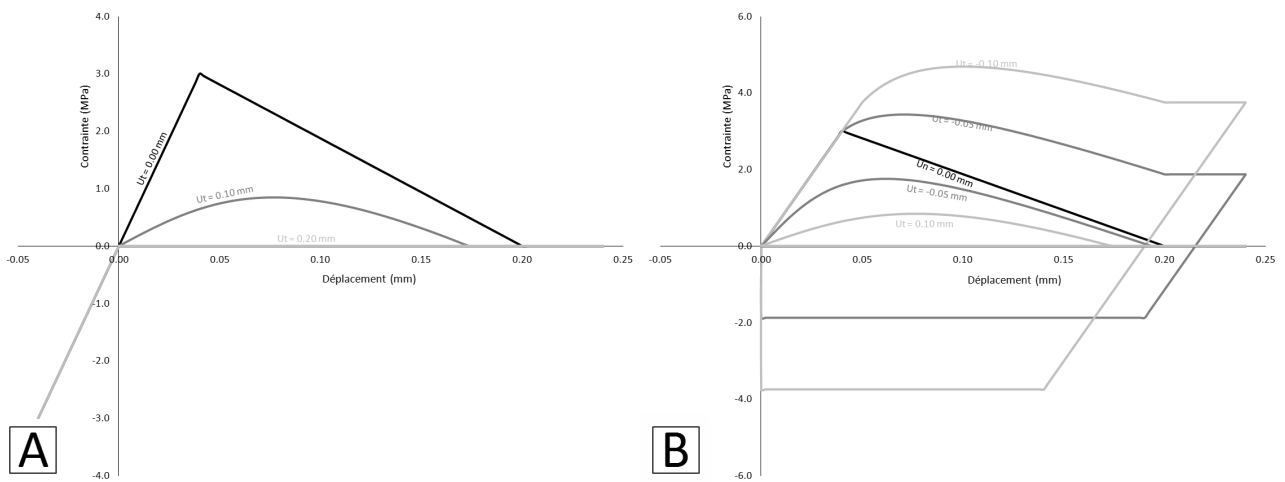 4.0
3.0
2.0
1.0
0.0
-1.0
-2.0
-3.0
-4.0
-0.05
0.00
0.05
0.10
0.15
0.20
0.25
Contrainte (MPa)
Déplacement (mm)
Ut = 0.00 mm
Ut = 0.10 mm
Ut = 0.20 mm
A
6.0
4.0
2.0
0.0
-2.0
-4.0
-6.0
-0.05
0.00
0.05
0.10
0.15
0.20
0.25
Contrainte (MPa)
Déplacement (mm)
Ut = -0.10 mm
Ut = -0.05 mm
Un = 0.00 mm
Ut = -0.05 mm
Ut = 0.10 mm
B